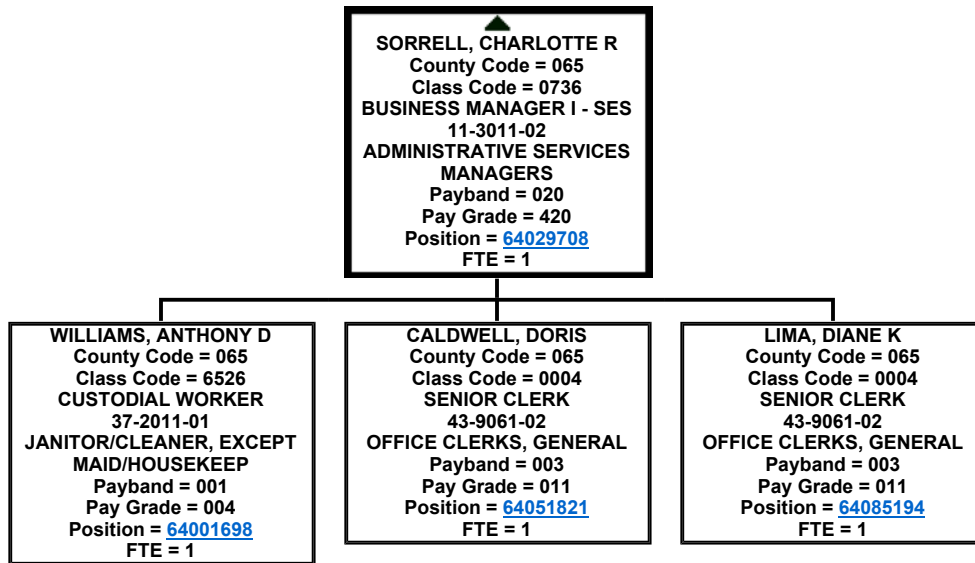 SORRELL, CHARLOTTE R
County Code = 065
Class Code = 0736
BUSINESS MANAGER I - SES
11-3011-02
ADMINISTRATIVE SERVICES
MANAGERS
Payband = 020
Pay Grade = 420
Position = 64029708
FTE = 1
WILLIAMS, ANTHONY D
County Code = 065
Class Code = 6526
CUSTODIAL WORKER
37-2011-01
JANITOR/CLEANER, EXCEPT
MAID/HOUSEKEEP
Payband = 001
Pay Grade = 004
Position = 64001698
FTE = 1
CALDWELL, DORIS
County Code = 065
Class Code = 0004
SENIOR CLERK
43-9061-02
OFFICE CLERKS, GENERAL
Payband = 003
Pay Grade = 011
Position = 64051821
FTE = 1
LIMA, DIANE K
County Code = 065
Class Code = 0004
SENIOR CLERK
43-9061-02
OFFICE CLERKS, GENERAL
Payband = 003
Pay Grade = 011
Position = 64085194
FTE = 1